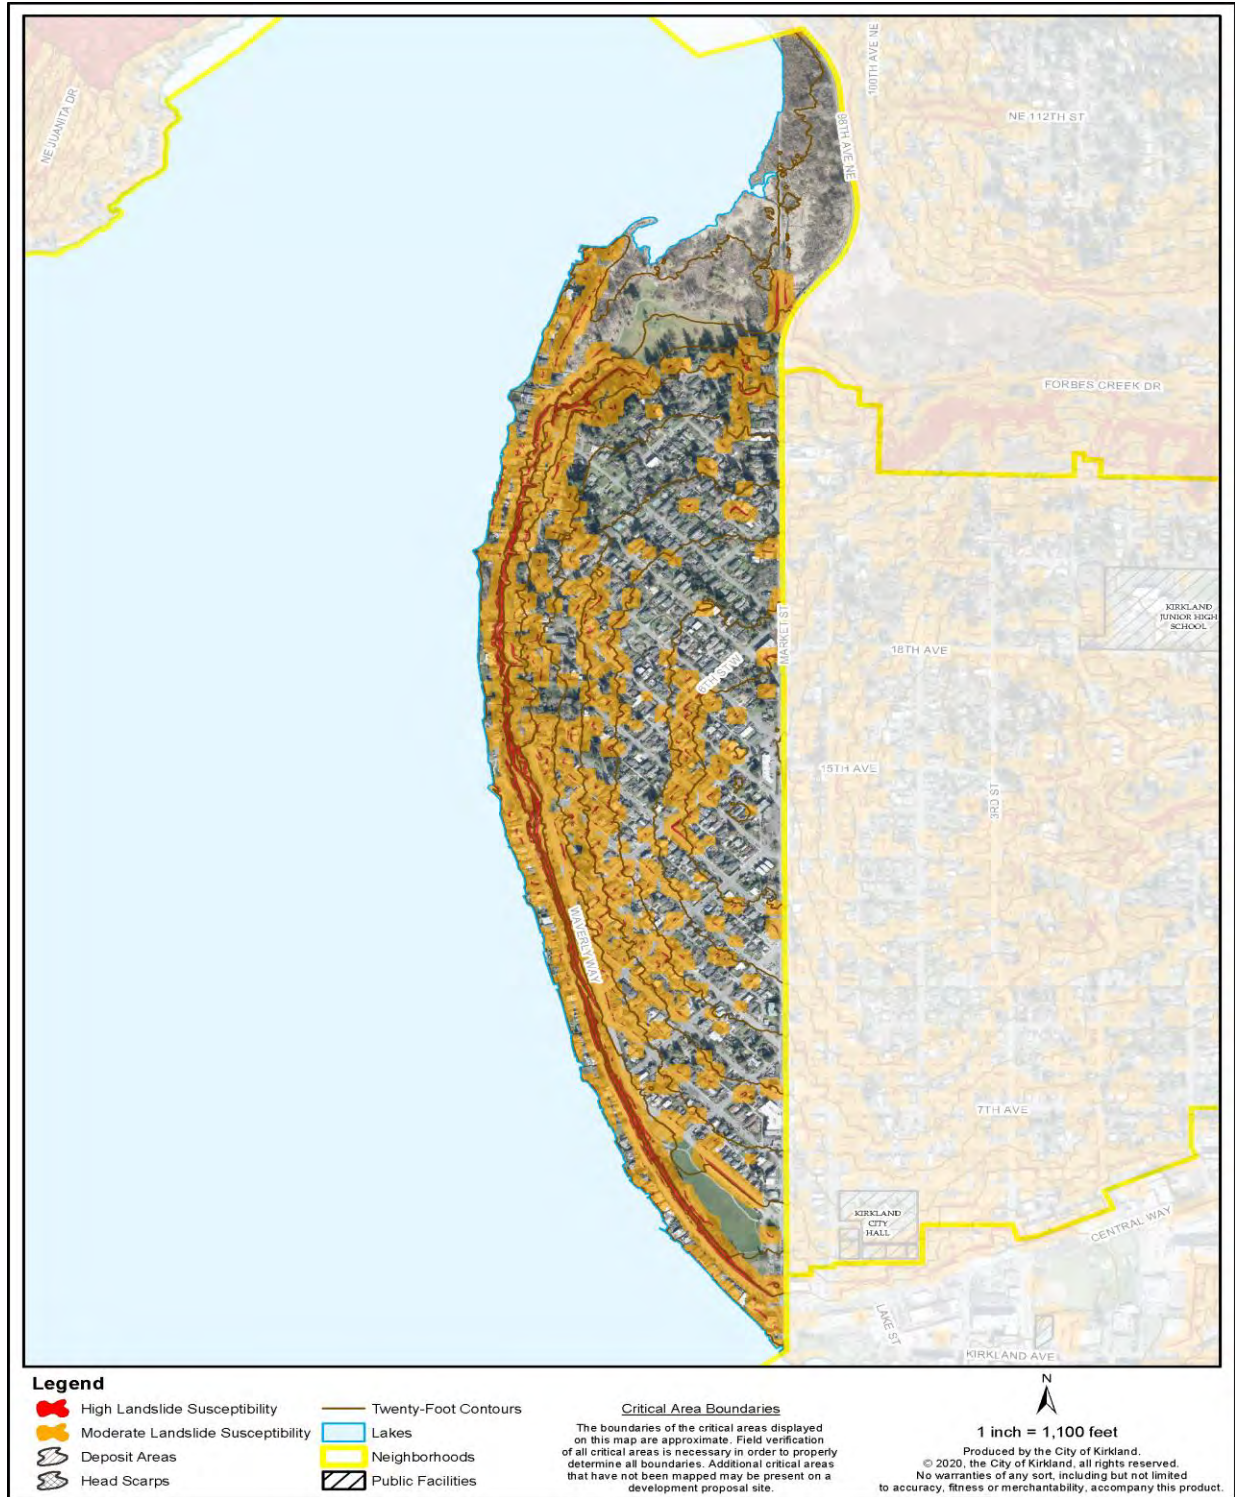 NE JUANITA DR
100TH AVE NE
NE 112TH ST
98TH AVE NE
FORBES CREEK DR
KIRKLAND
JUNIOR HIGH
SCHOOL
MARKET ST
18TH AVE
6TH ST W
15TH AVE
3RD ST
WAVERLY WAY
7TH AVE
KIRKLAND
CITY
HALL
CENTRAL WAY
LAKE ST
KIRKLAND AVE
Legend
High Landslide Susceptibility
Moderate Landslide Susceptibility
Deposit Areas
Head Scarps
Twenty-Foot Contours
Lakes
Neighborhoods
Public Facilities
Critical Area Boundaries
The boundaries of the critical areas displayed
on this map are approximate. Field verification
of all critical areas is necessary in order to properly
determine all boundaries. Additional critical areas
that have not been mapped may be present on a
development proposal site.
N
1 inch = 1,100 feet
Produced by the City of Kirkland.
© 2020, the City of Kirkland, all rights reserved.
No warranties of any sort, including but not limited
to accuracy, fitness or merchantability, accompany this product.